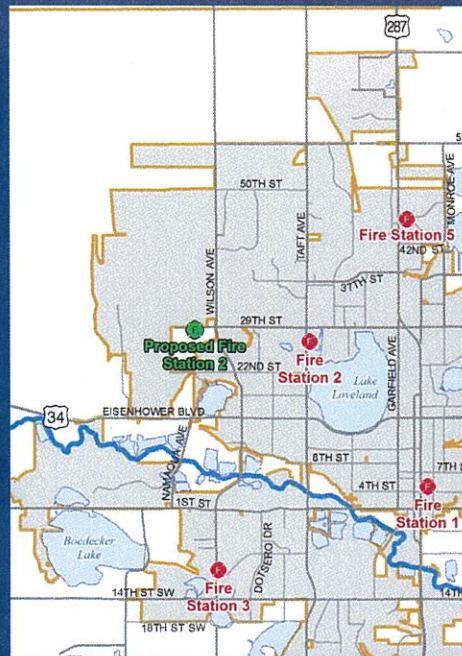 287
5
50TH ST
MONROE AVE
TAFT AVE
WILSON AVE
Fire Station 5
42ND ST
37TH ST
29TH ST
Proposed Fire
Station 2
22ND ST
Fire
Station 2
Lake
Loveland
GARFIELD AVE
34
EISENHOWER BLVD
NAMAQUA AVE
8TH ST
7TH S
4TH ST
1ST ST
Fire
Station 1
Boedecker
Lake
DOTSERO DR
Fire
Station 3
14TH ST SW
14TH
18TH ST SW